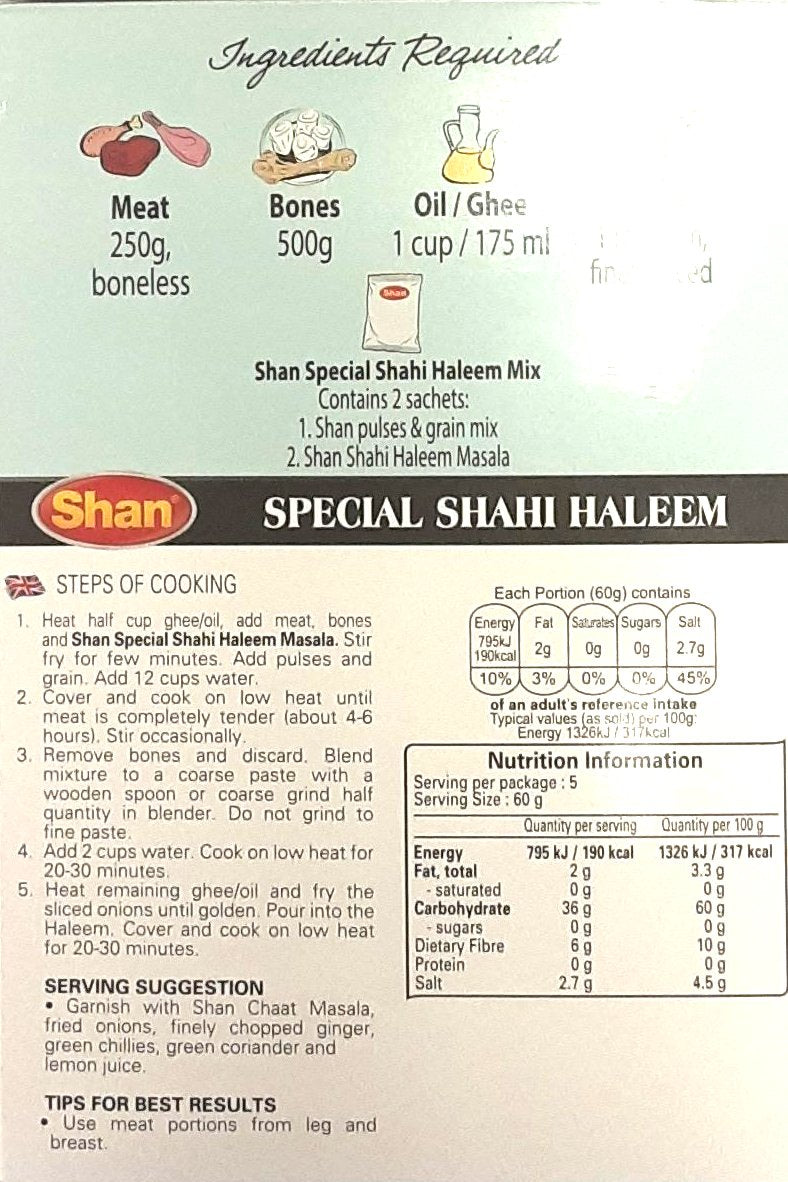 Ingredients Required
Meat
250g,
boneless
Bones
500g
Oil / Ghee
1 cup / 175 ml
Shan
Shan Special Shahi Haleem Mix
Contains 2 sachets:
1. Shan pulses & grain mix
2. Shan Shahi Haleem Masala
Shan® SPECIAL SHAHI HALEEM
STEPS OF COOKING
1. Heat half cup ghee/oil, add meat, bones
and Shan Special Shahi Haleem Masala. Stir
fry for few minutes. Add pulses and
grain. Add 12 cups water.
2. Cover and cook on low heat until
meat is completely tender (about 4-6
hours). Stir occasionally.
3. Remove bones and discard. Blend
mixture to a coarse paste with a
wooden spoon or coarse grind half
quantity in blender. Do not grind to
fine paste.
4. Add 2 cups water. Cook on low heat for
20-30 minutes.
5. Heat remaining ghee/oil and fry the
sliced onions until golden. Pour into the
Haleem. Cover and cook on low heat
for 20-30 minutes.
SERVING SUGGESTION
• Garnish with Shan Chaat Masala,
fried onions, finely chopped ginger,
green chillies, green coriander and
lemon juice.
TIPS FOR BEST RESULTS
• Use meat portions from leg and
breast.
Each Portion (60g) contains
Energy Fat Saturates Sugars Salt
795kJ
190kcal 2g 0g 0g 2.7g
10% 3% 0% 0% 45%
of an adult's reference intake
Typical values (as sold) per 100g:
Energy 1326kJ / 317kcal
Nutrition Information
Serving per package : 5
Serving Size : 60 g
Quantity per serving Quantity per 100 g
Energy 795 kJ / 190 kcal 1326 kJ / 317 kcal
Fat, total 2 g 3.3 g
- saturated 0 g 0 g
Carbohydrate 36 g 60 g
- sugars 0 g 0 g
Dietary Fibre 6 g 10 g
Protein 0 g 0 g
Salt 2.7 g 4.5 g